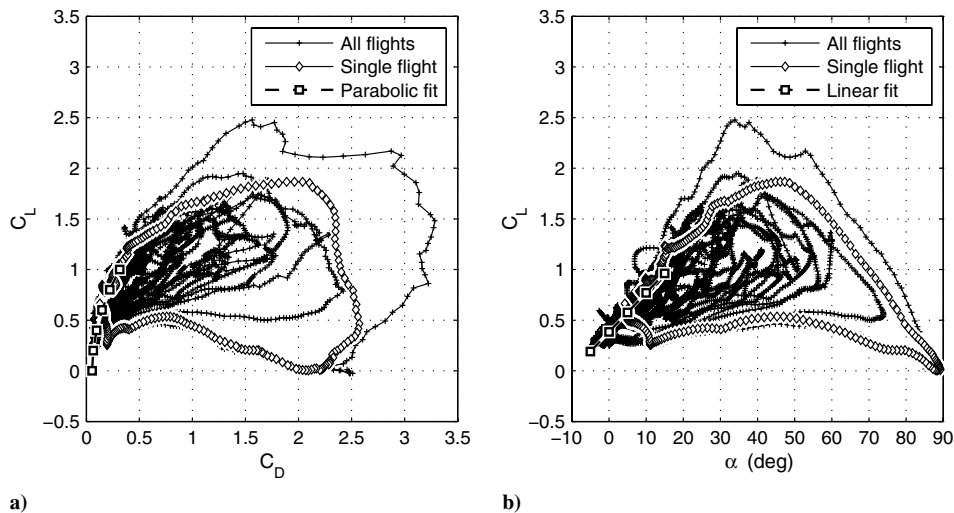 3.5
3
2.5
2
1.5
1
0.5
0
−0.5
C_L
0 0.5 1 1.5 2 2.5 3 3.5
C_D
All flights
Single flight
Parabolic fit
a)
3.5
3
2.5
2
1.5
1
0.5
0
−0.5
C_L
−10 0 10 20 30 40 50 60 70 80 90
α (deg)
All flights
Single flight
Linear fit
b)